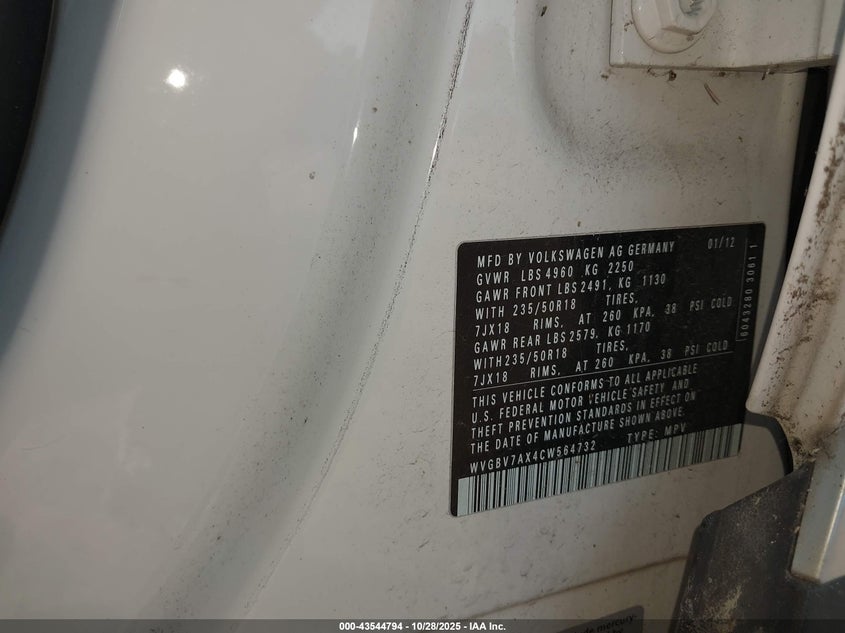 MFD BY VOLKSWAGEN AG GERMANY 01/12
GVWR LBS 4960 KG 2250
GAWR FRONT LBS 2491, KG 1130
WITH 235/50R18 TIRES,
7JX18 RIMS, AT 260 KPA, 38 PSI COLD
GAWR REAR LBS 2579, KG 1170
WITH 235/50R18 TIRES,
7JX18 RIMS, AT 260 KPA, 38 PSI COLD
THIS VEHICLE CONFORMS TO ALL APPLICABLE
U.S. FEDERAL MOTOR VEHICLE SAFETY AND
THEFT PREVENTION STANDARDS IN EFFECT ON
THE DATE OF MANUFACTURE SHOWN ABOVE.
WVGBV7AX4CW564732 TYPE: MPV
6043280 3061 1
mercury-
000-43544794 - 10/28/2025 - IAA Inc.